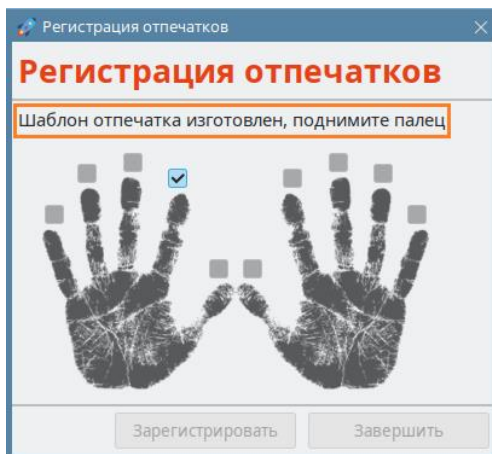 Регистрация отпечатков
Регистрация отпечатков
Шаблон отпечатка изготовлен, поднимите палец
Зарегистрировать
Завершить